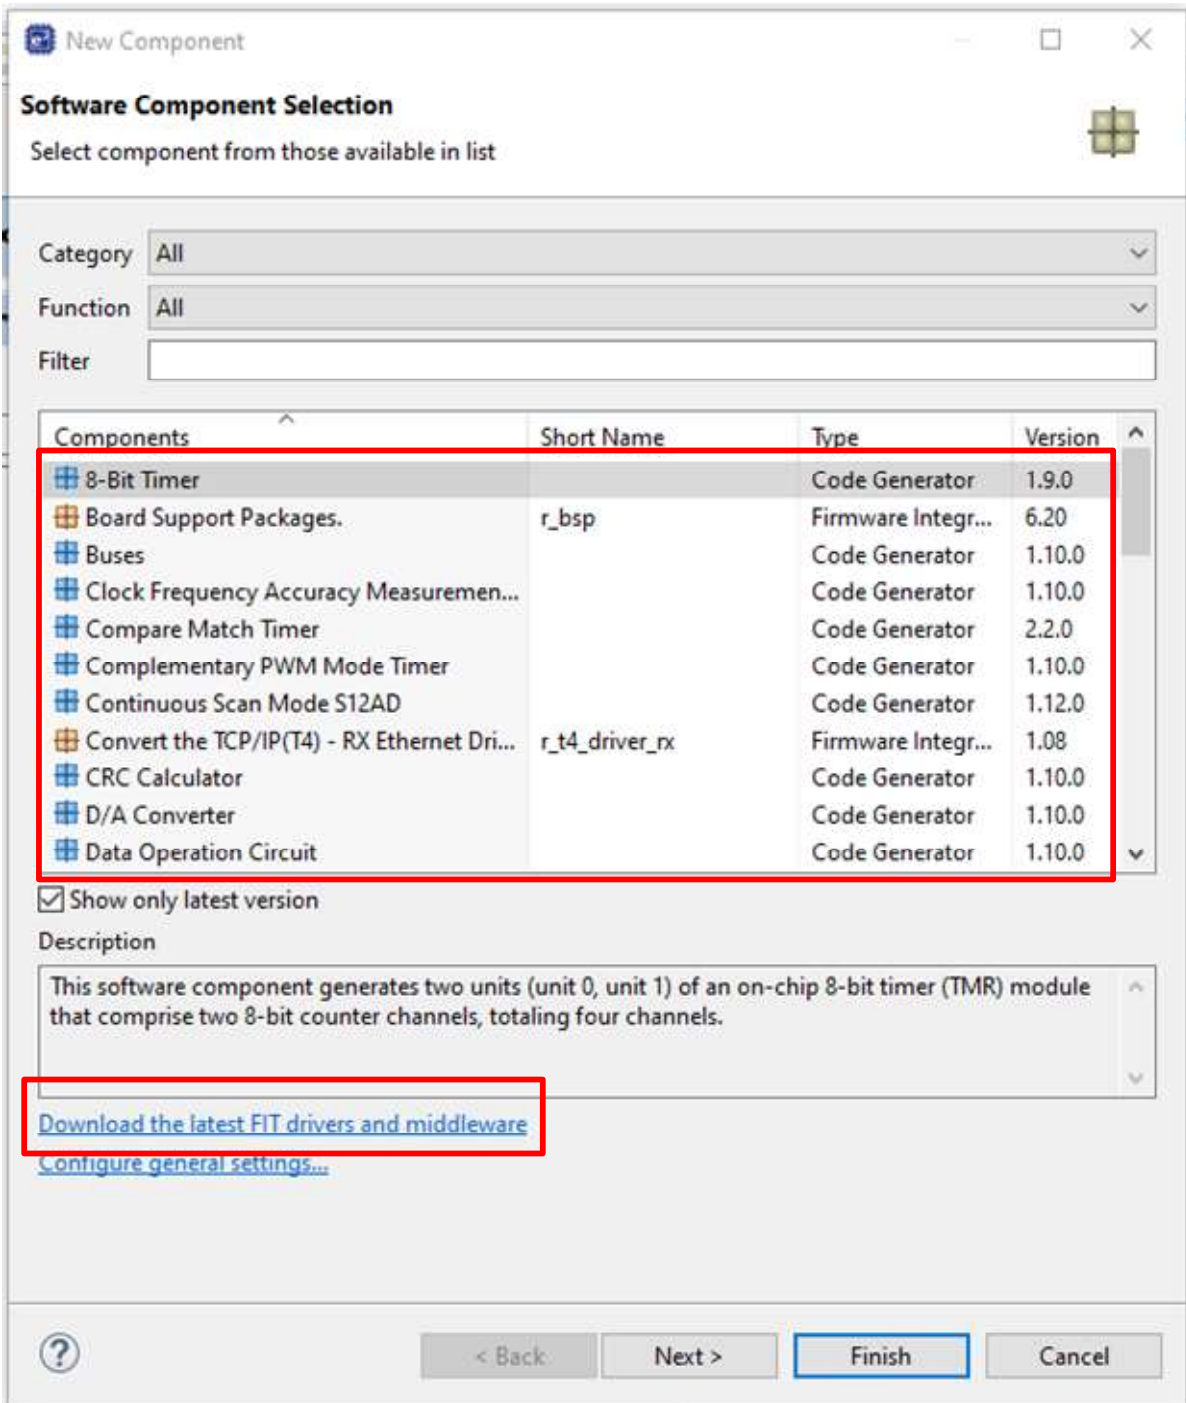 New Component
Software Component Selection
Select component from those available in list
Category All
Function All
Filter
Components Short Name Type Version
8-Bit Timer Code Generator 1.9.0
Board Support Packages. r_bsp Firmware Integr... 6.20
Buses Code Generator 1.10.0
Clock Frequency Accuracy Measuremen... Code Generator 1.10.0
Compare Match Timer Code Generator 2.2.0
Complementary PWM Mode Timer Code Generator 1.10.0
Continuous Scan Mode S12AD Code Generator 1.12.0
Convert the TCP/IP(T4) - RX Ethernet Dri... r_t4_driver_rx Firmware Integr... 1.08
CRC Calculator Code Generator 1.10.0
D/A Converter Code Generator 1.10.0
Data Operation Circuit Code Generator 1.10.0
Show only latest version
Description
This software component generates two units (unit 0, unit 1) of an on-chip 8-bit timer (TMR) module
that comprise two 8-bit counter channels, totaling four channels.
Download the latest FIT drivers and middleware
Configure general settings...
? < Back Next > Finish Cancel